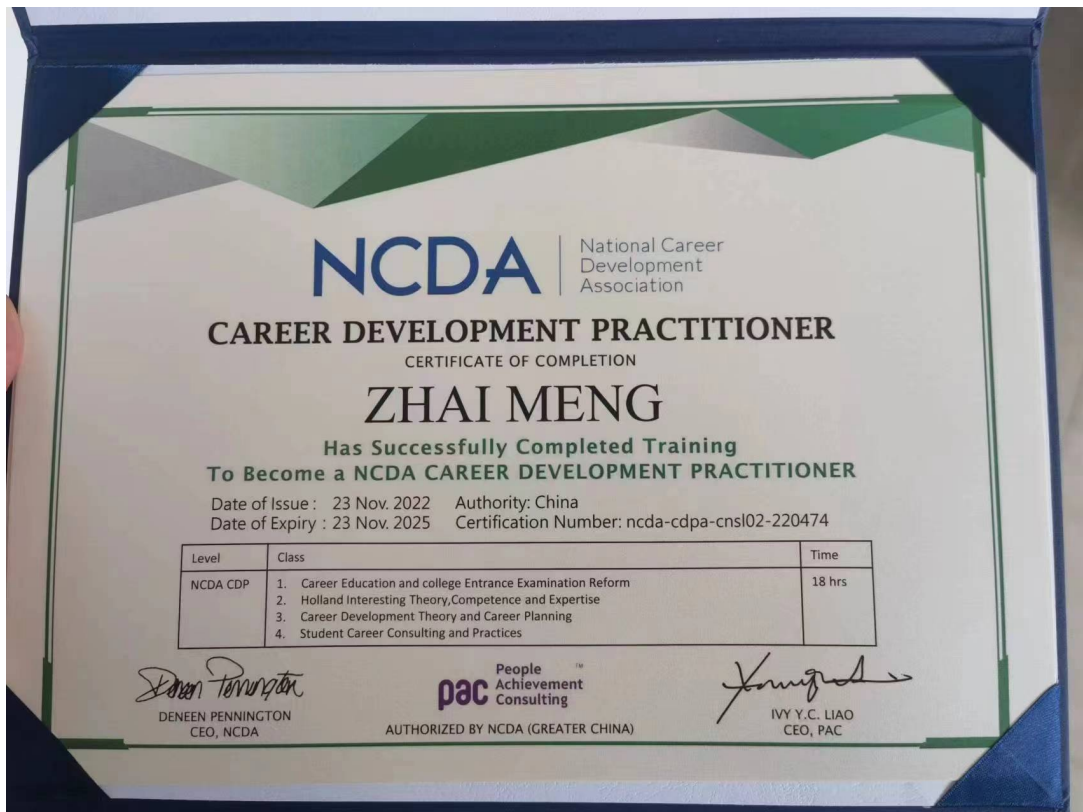 NCDA
National Career
Development
Association
CAREER DEVELOPMENT PRACTITIONER
CERTIFICATE OF COMPLETION
ZHAI MENG
Has Successfully Completed Training
To Become a NCDA CAREER DEVELOPMENT PRACTITIONER
Date of Issue : 23 Nov. 2022 Authority: China
Date of Expiry : 23 Nov. 2025 Certification Number: ncda-cdpa-cnsl02-220474
Level Class Time
NCDA CDP 1. Career Education and college Entrance Examination Reform 18 hrs
2. Holland Interesting Theory,Competence and Expertise
3. Career Development Theory and Career Planning
4. Student Career Consulting and Practices
Deneen Pennington
DENEEN PENNINGTON
CEO, NCDA
pac People Achievement Consulting ™
AUTHORIZED BY NCDA (GREATER CHINA)
IVY Y.C. LIAO
CEO, PAC